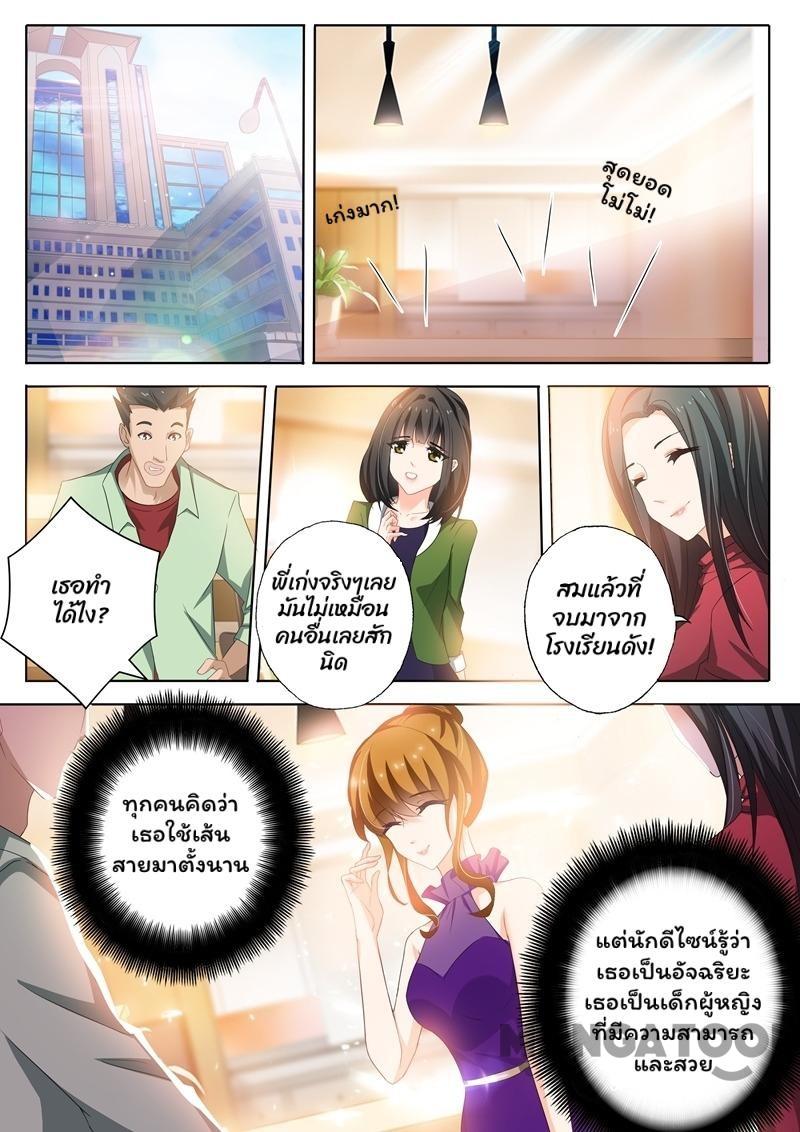 เก่งมาก!
สุดยอด
โม่โม่!
เธอทำ
ได้ไง?
พี่เก่งจริงๆเลย
มันไม่เหมือน
คนอื่นเลยสัก
นิด
สมแล้วที่
จบมาจาก
โรงเรียนดัง!
ทุกคนคิดว่า
เธอใช้เส้น
สายมาตั้งนาน
แต่นักดีไซน์รู้ว่า
เธอเป็นอัจฉริยะ
เธอเป็นเด็กผู้หญิง
ที่มีความสามารถ
และสวย
MANGATOON